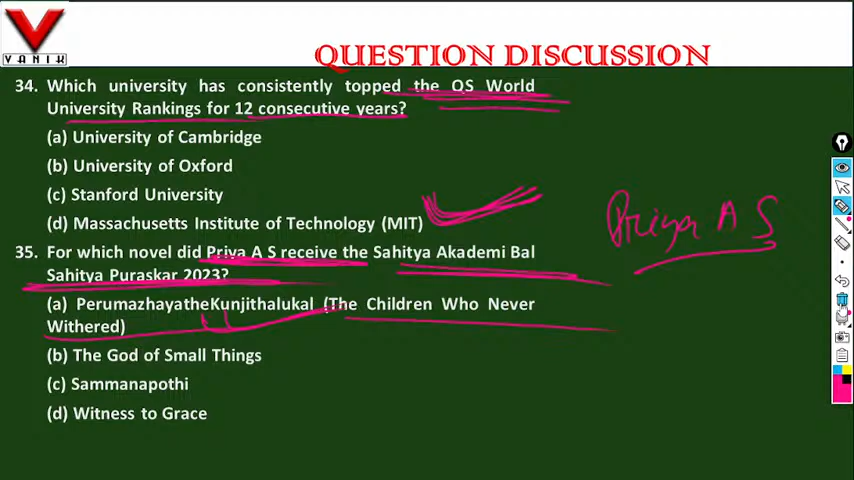 VANIK
QUESTION DISCUSSION
34. Which university has consistently topped the QS World
University Rankings for 12 consecutive years?
(a) University of Cambridge
(b) University of Oxford
(c) Stanford University
(d) Massachusetts Institute of Technology (MIT)
Priya A S
35. For which novel did Priya A S receive the Sahitya Akademi Bal
Sahitya Puraskar 2023?
(a) PerumazhayatheKunjithalukal (The Children Who Never
Withered)
(b) The God of Small Things
(c) Sammanapothi
(d) Witness to Grace